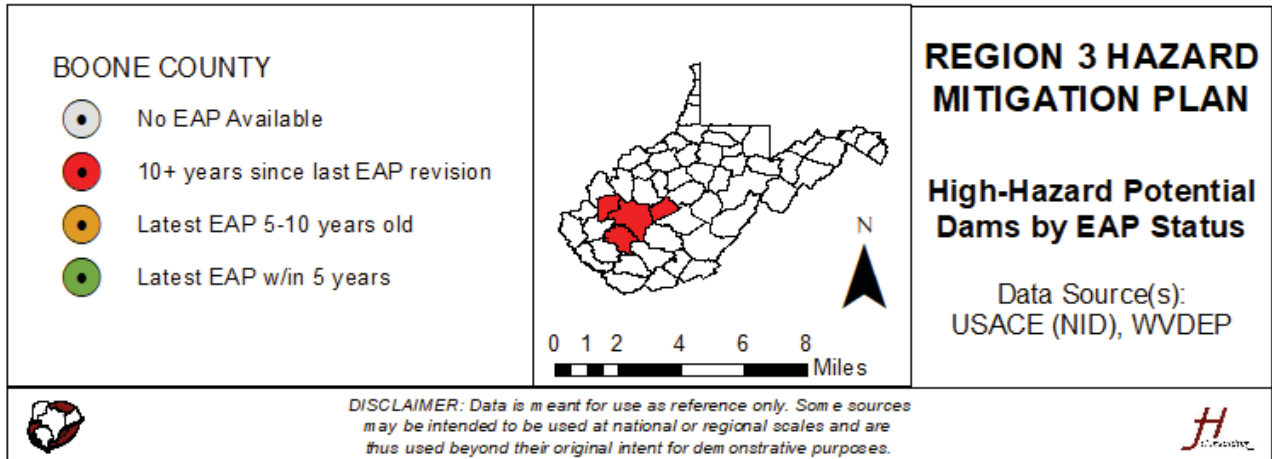 BOONE COUNTY
No EAP Available
10+ years since last EAP revision
Latest EAP 5-10 years old
Latest EAP w/in 5 years
N
0 1 2 4 6 8
Miles
REGION 3 HAZARD
MITIGATION PLAN
High-Hazard Potential
Dams by EAP Status
Data Source(s):
USACE (NID), WVDEP
DISCLAIMER: Data is meant for use as reference only. Some sources
may be intended to be used at national or regional scales and are
thus used beyond their original intent for demonstrative purposes.
JH